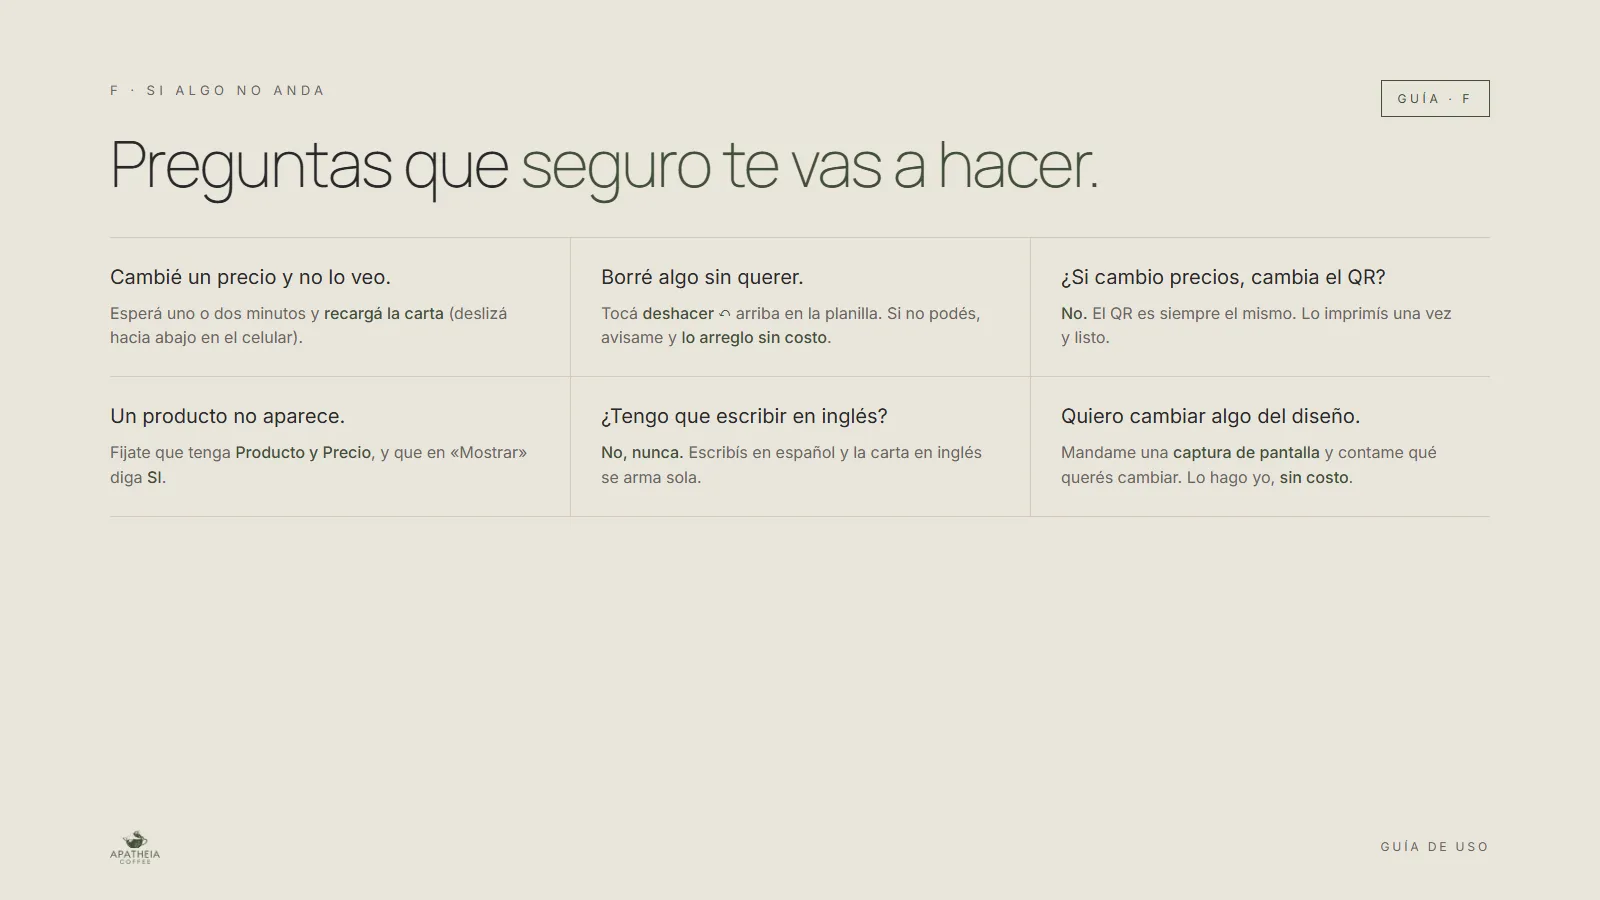 F · SI ALGO NO ANDA
GUÍA · F
Preguntas que seguro te vas a hacer.
Cambié un precio y no lo veo.
Esperá uno o dos minutos y recargá la carta (deslizá
hacia abajo en el celular).
Borré algo sin querer.
Tocá deshacer ↶ arriba en la planilla. Si no podés,
avisame y lo arreglo sin costo.
¿Si cambio precios, cambia el QR?
No. El QR es siempre el mismo. Lo imprimís una vez
y listo.
Un producto no aparece.
Fijate que tenga Producto y Precio, y que en «Mostrar»
diga SI.
¿Tengo que escribir en inglés?
No, nunca. Escribís en español y la carta en inglés
se arma sola.
Quiero cambiar algo del diseño.
Mandame una captura de pantalla y contame qué
querés cambiar. Lo hago yo, sin costo.
APATHEIA
COFFEE
GUÍA DE USO